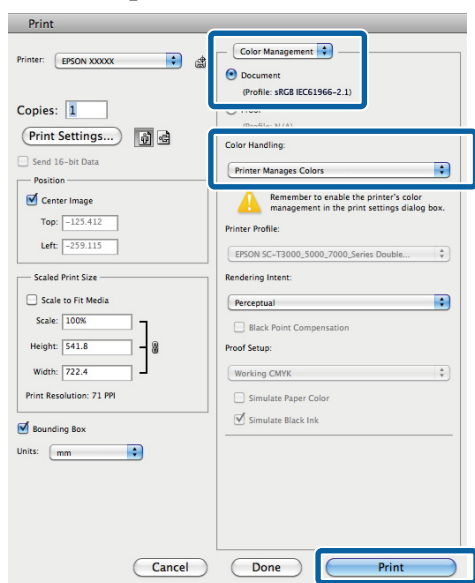 Print
Printer: EPSON XXXXX
Copies: 1
Print Settings...
Send 16-bit Data
Position
Center Image
Top: -125.412
Left: -259.115
Scaled Print Size
Scale to Fit Media
Scale: 100%
Height: 541.8
Width: 722.4
Print Resolution: 71 PPI
Bounding Box
Units: mm
Color Management
Document
(Profile: sRGB IEC61966-2.1)
Color Handling:
Printer Manages Colors
Remember to enable the printer's color
management in the print settings dialog box.
Printer Profile:
EPSON SC-T3000_5000_7000_Series Double...
Rendering Intent:
Perceptual
Black Point Compensation
Proof Setup:
Working CMYK
Simulate Paper Color
Simulate Black Ink
Cancel
Done
Print